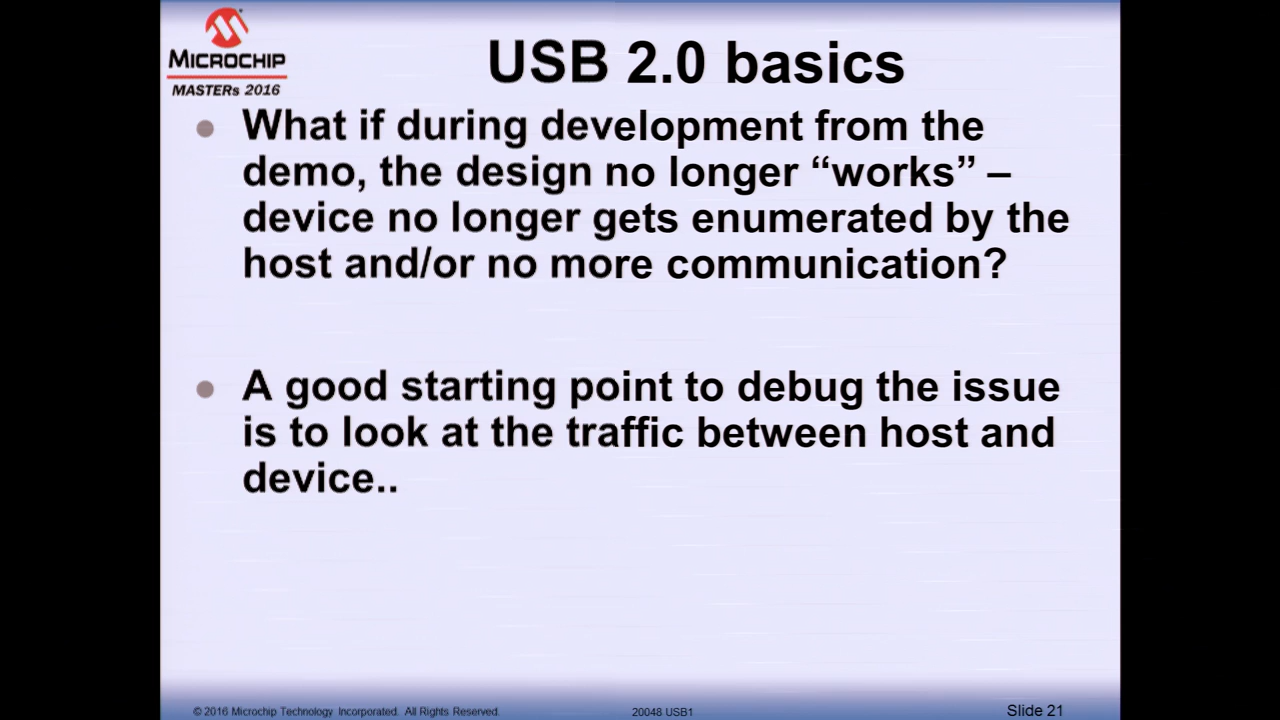 MICROCHIP
MASTERs 2016
USB 2.0 basics
What if during development from the
demo, the design no longer “works” –
device no longer gets enumerated by the
host and/or no more communication?
A good starting point to debug the issue
is to look at the traffic between host and
device..
© 2016 Microchip Technology Incorporated. All Rights Reserved.
20048 USB1
Slide 21